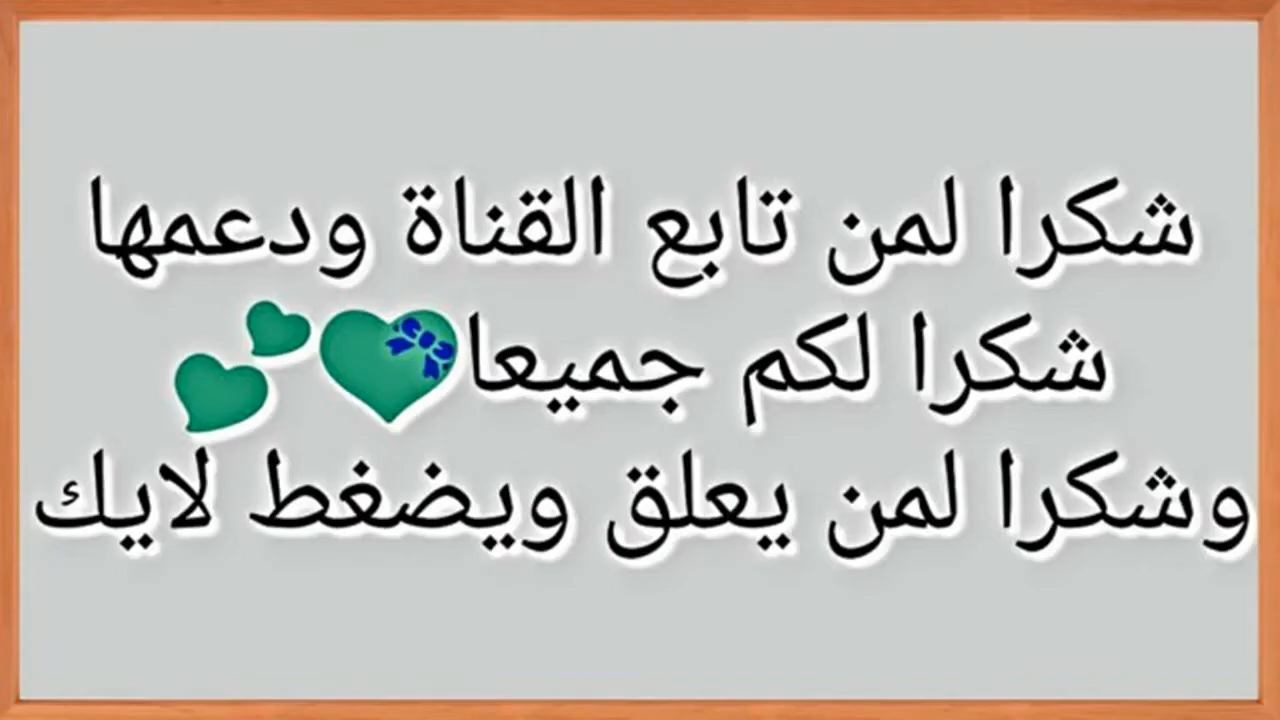 شكرا لمن تابع القناة ودعمها
شكرا لكم جميعا💝💕
وشكرا لمن يعلق ويضغط لايك